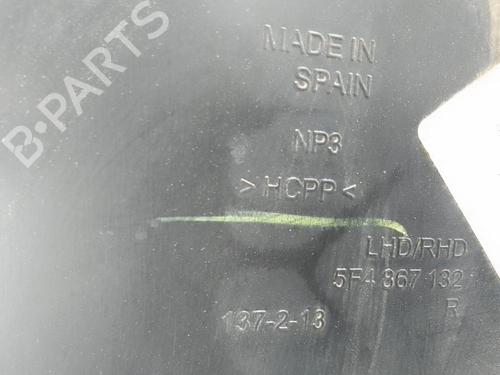 B-PARTS
MADE IN
SPAIN
NP3
> HCPP <
LHD/RHD
5F4 867 132
R
137-2-13